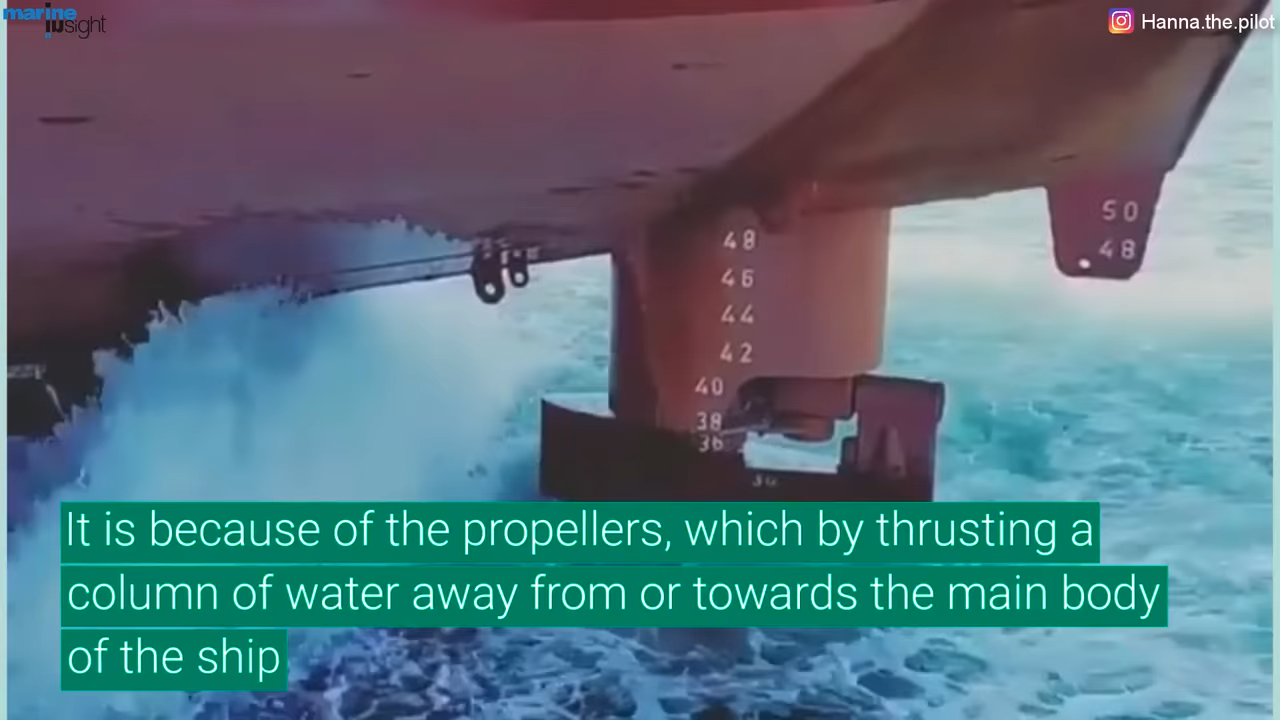 marine
insight
Hanna.the.pilot
50
48
48
46
44
42
40
38
36
It is because of the propellers, which by thrusting a
column of water away from or towards the main body
of the ship